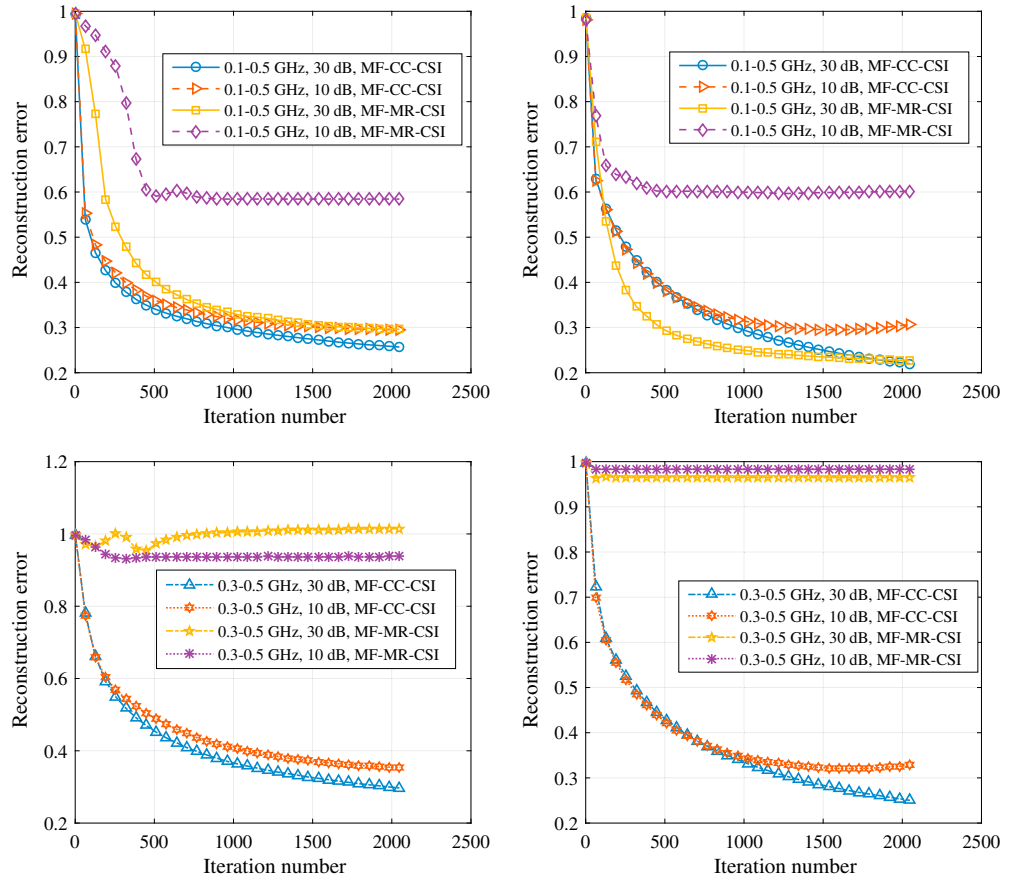 1
0.9
0.8
0.7
0.6
0.5
0.4
0.3
0.2
0
500
1000
1500
2000
2500
Reconstruction error
Iteration number
0.1-0.5 GHz, 30 dB, MF-CC-CSI
0.1-0.5 GHz, 10 dB, MF-CC-CSI
0.1-0.5 GHz, 30 dB, MF-MR-CSI
0.1-0.5 GHz, 10 dB, MF-MR-CSI
1
0.9
0.8
0.7
0.6
0.5
0.4
0.3
0.2
0
500
1000
1500
2000
2500
Reconstruction error
Iteration number
0.1-0.5 GHz, 30 dB, MF-CC-CSI
0.1-0.5 GHz, 10 dB, MF-CC-CSI
0.1-0.5 GHz, 30 dB, MF-MR-CSI
0.1-0.5 GHz, 10 dB, MF-MR-CSI
1.2
1
0.8
0.6
0.4
0.2
0
500
1000
1500
2000
2500
Reconstruction error
Iteration number
0.3-0.5 GHz, 30 dB, MF-CC-CSI
0.3-0.5 GHz, 10 dB, MF-CC-CSI
0.3-0.5 GHz, 30 dB, MF-MR-CSI
0.3-0.5 GHz, 10 dB, MF-MR-CSI
1
0.9
0.8
0.7
0.6
0.5
0.4
0.3
0.2
0
500
1000
1500
2000
2500
Reconstruction error
Iteration number
0.3-0.5 GHz, 30 dB, MF-CC-CSI
0.3-0.5 GHz, 10 dB, MF-CC-CSI
0.3-0.5 GHz, 30 dB, MF-MR-CSI
0.3-0.5 GHz, 10 dB, MF-MR-CSI